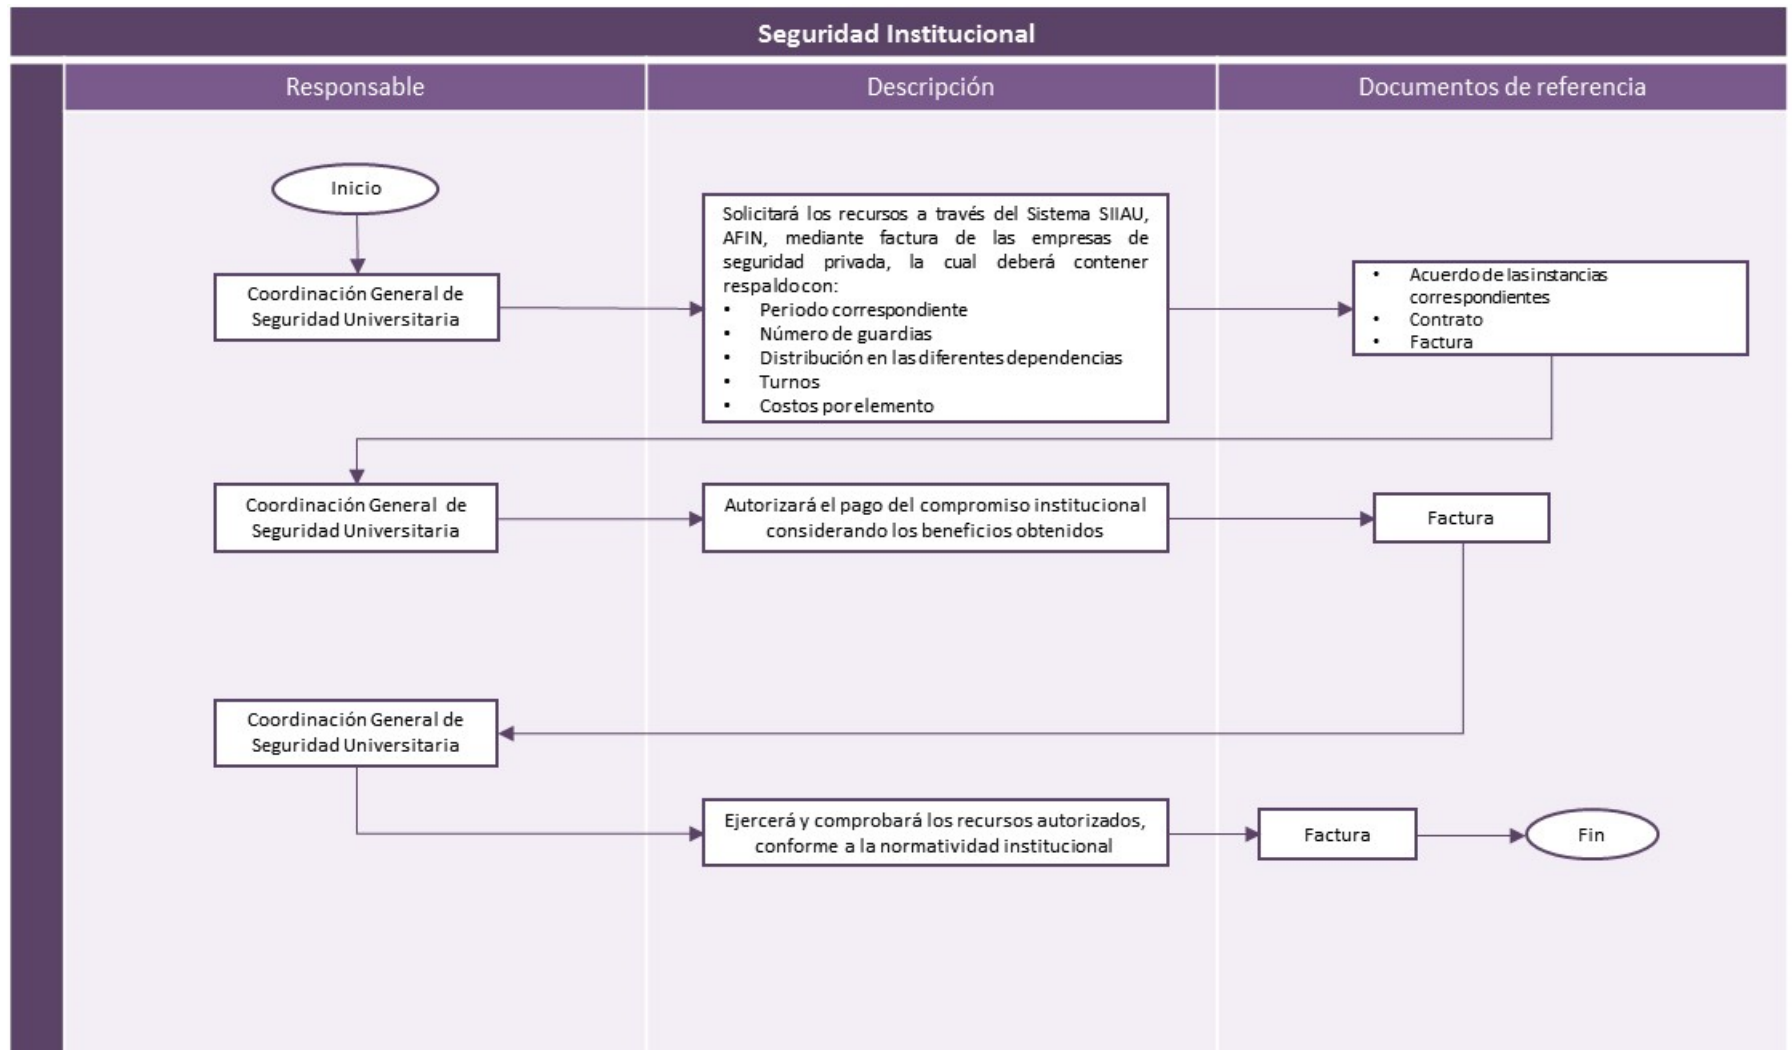 Seguridad Institucional
Responsable
Descripción
Documentos de referencia
Inicio
Coordinación General de
Seguridad Universitaria
Solicitará los recursos a través del Sistema SIIAU,
AFIN, mediante factura de las empresas de
seguridad privada, la cual deberá contener
respaldo con:
• Periodo correspondiente
• Número de guardias
• Distribución en las diferentes dependencias
• Turnos
• Costos por elemento
• Acuerdo de las instancias
correspondientes
• Contrato
• Factura
Coordinación General de
Seguridad Universitaria
Autorizará el pago del compromiso institucional
considerando los beneficios obtenidos
Factura
Coordinación General de
Seguridad Universitaria
Ejercerá y comprobará los recursos autorizados,
conforme a la normatividad institucional
Factura
Fin